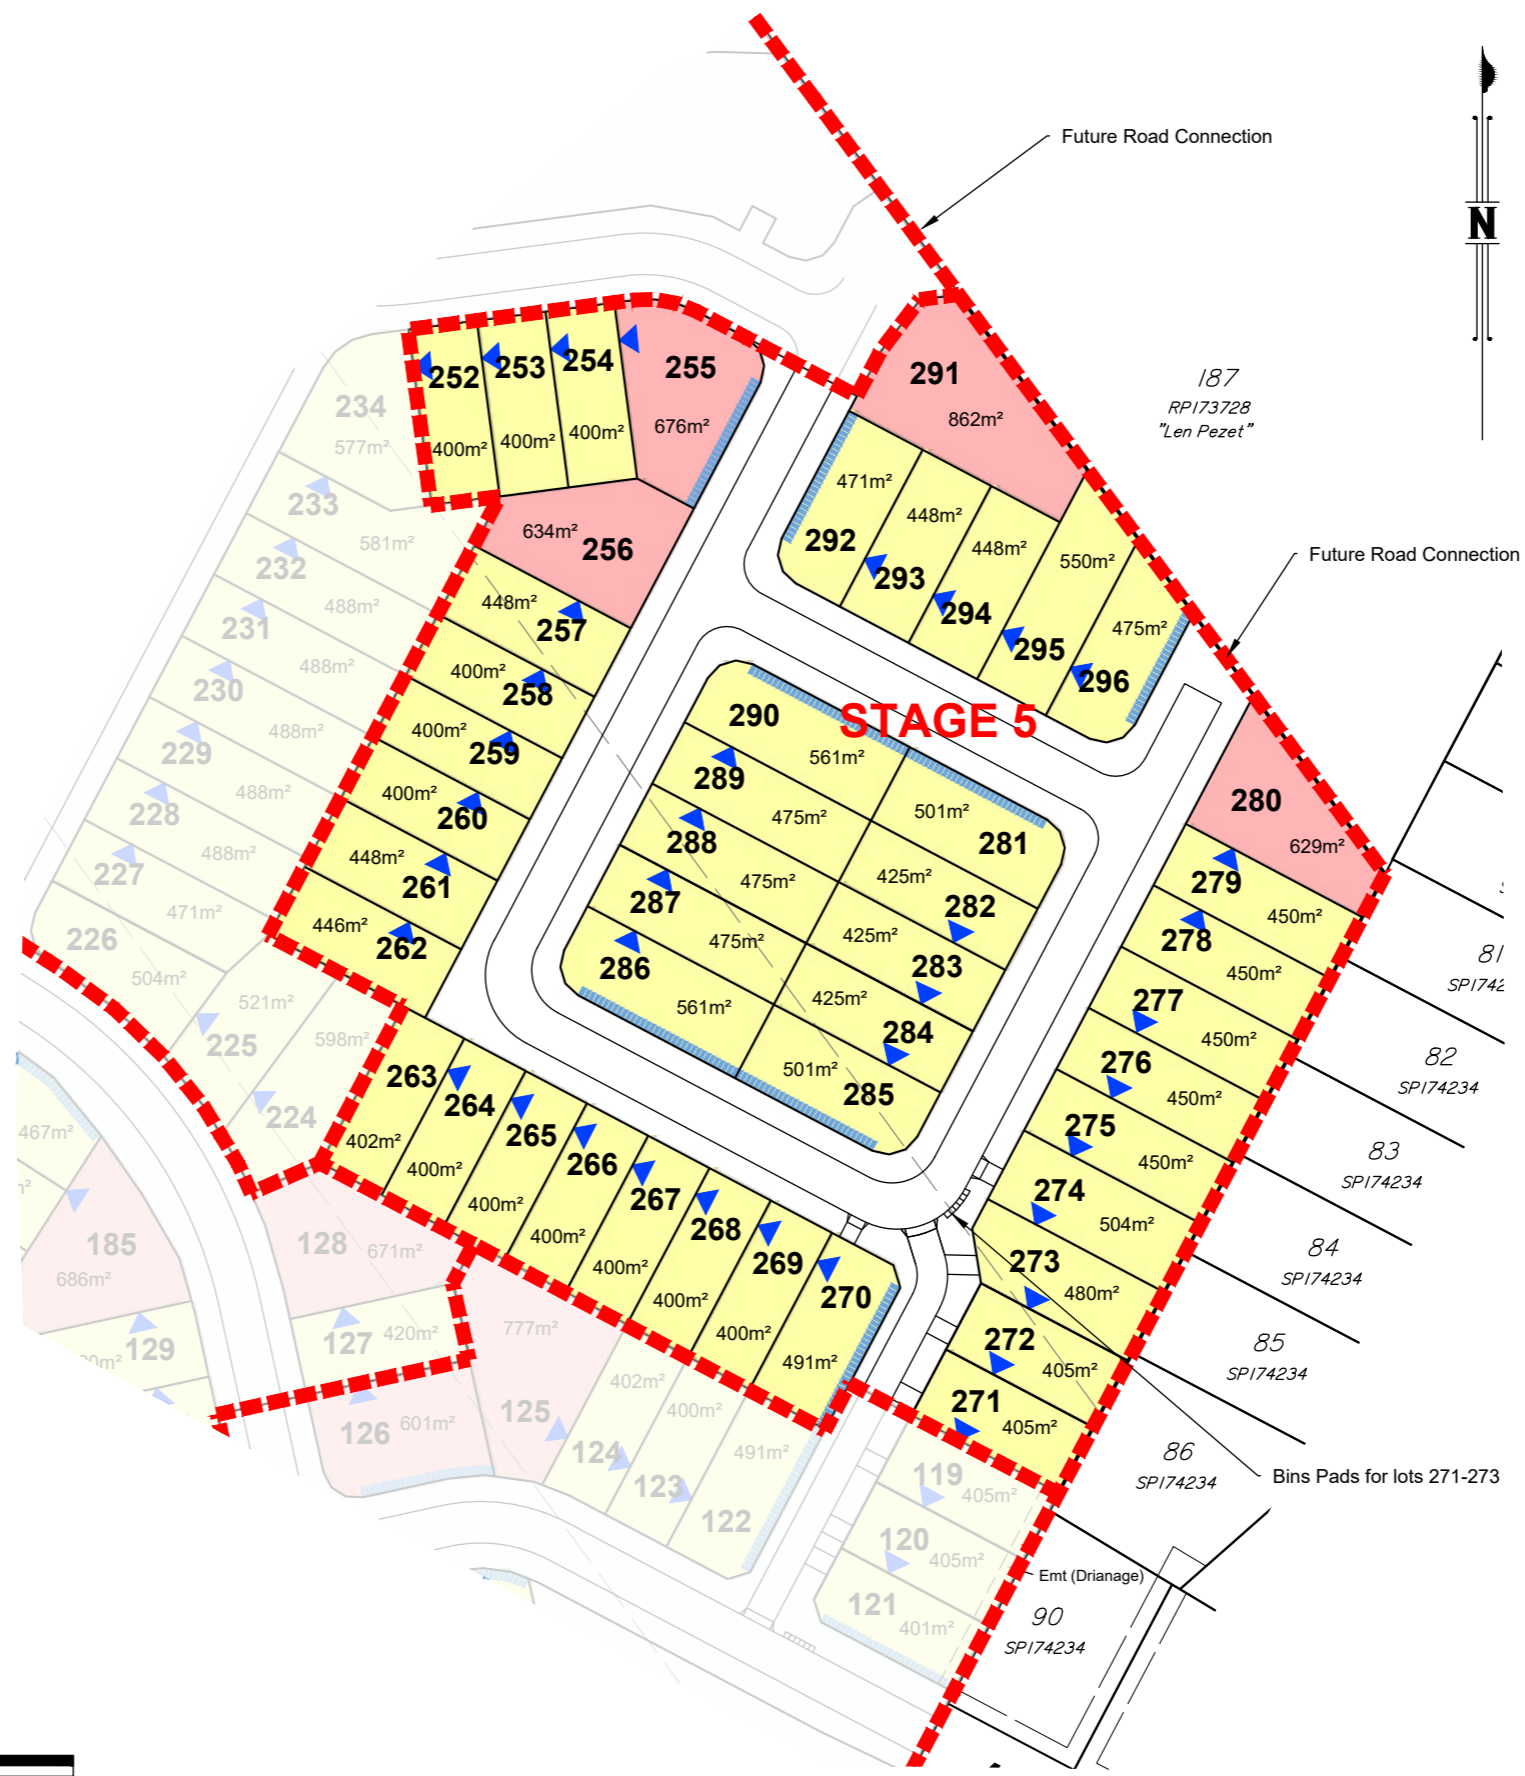 Future Road Connection
N
187
RP173728
"Len Pezet"
252
400m²
253
400m²
254
400m²
255
676m²
291
862m²
234
577m²
634m²
256
471m²
292
448m²
293
448m²
294
550m²
295
475m²
296
Future Road Connection
233
581m²
232
488m²
231
488m²
230
488m²
229
488m²
228
488m²
227
471m²
226
504m²
521m²
225
598m²
224
448m²
257
400m²
258
400m²
259
400m²
260
448m²
261
446m²
262
STAGE 5
290
561m²
289
475m²
288
475m²
287
475m²
286
561m²
501m²
281
425m²
282
425m²
283
425m²
284
501m²
285
280
629m²
279
450m²
278
450m²
277
450m²
276
450m²
275
450m²
274
504m²
273
480m²
272
405m²
271
405m²
263
402m²
264
400m²
265
400m²
266
400m²
267
400m²
268
400m²
269
400m²
270
491m²
81
82
SP174234
83
SP174234
84
SP174234
85
SP174234
86
SP174234
Bins Pads for lots 271-273
467m²
185
686m²
128
671m²
129
127
420m²
126
601m²
777m²
125
402m²
124
400m²
123
491m²
122
119
405m²
120
405m²
121
401m²
Emt (Drianage)
90
SP174234